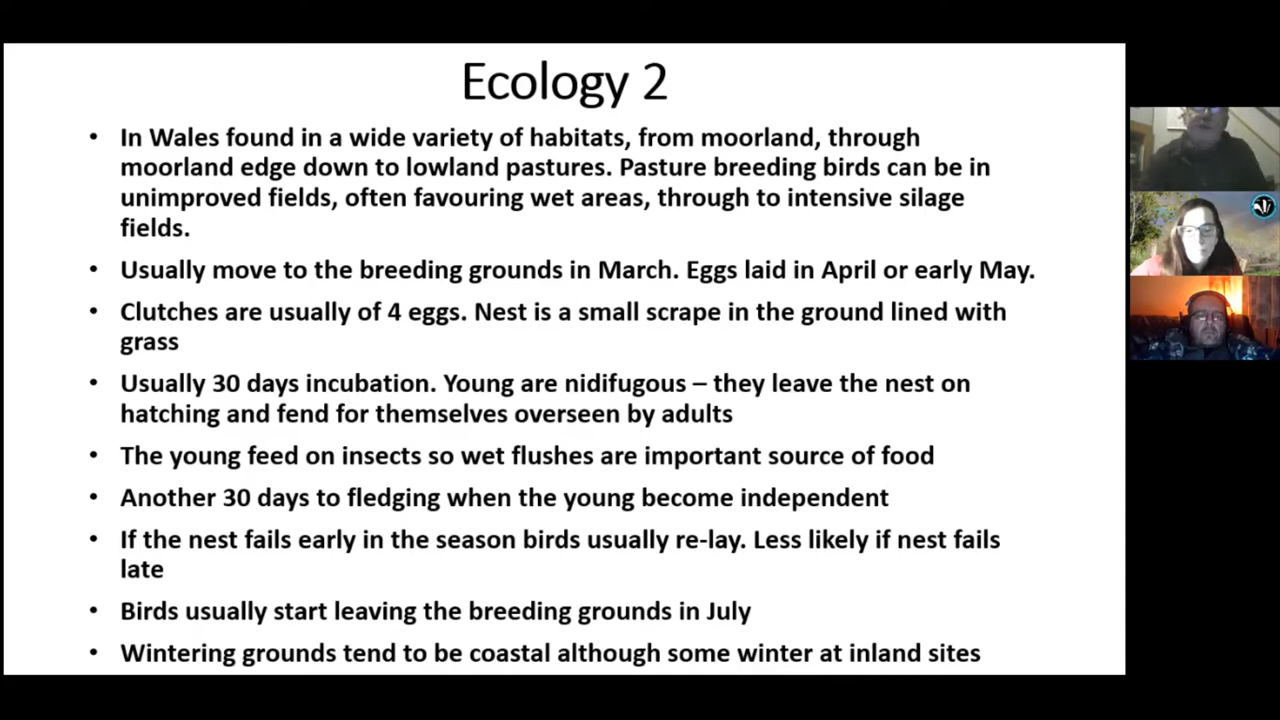 Ecology 2
• In Wales found in a wide variety of habitats, from moorland, through
moorland edge down to lowland pastures. Pasture breeding birds can be in
unimproved fields, often favouring wet areas, through to intensive silage
fields.
• Usually move to the breeding grounds in March. Eggs laid in April or early May.
• Clutches are usually of 4 eggs. Nest is a small scrape in the ground lined with
grass
• Usually 30 days incubation. Young are nidifugous – they leave the nest on
hatching and fend for themselves overseen by adults
• The young feed on insects so wet flushes are important source of food
• Another 30 days to fledging when the young become independent
• If the nest fails early in the season birds usually re-lay. Less likely if nest fails
late
• Birds usually start leaving the breeding grounds in July
• Wintering grounds tend to be coastal although some winter at inland sites